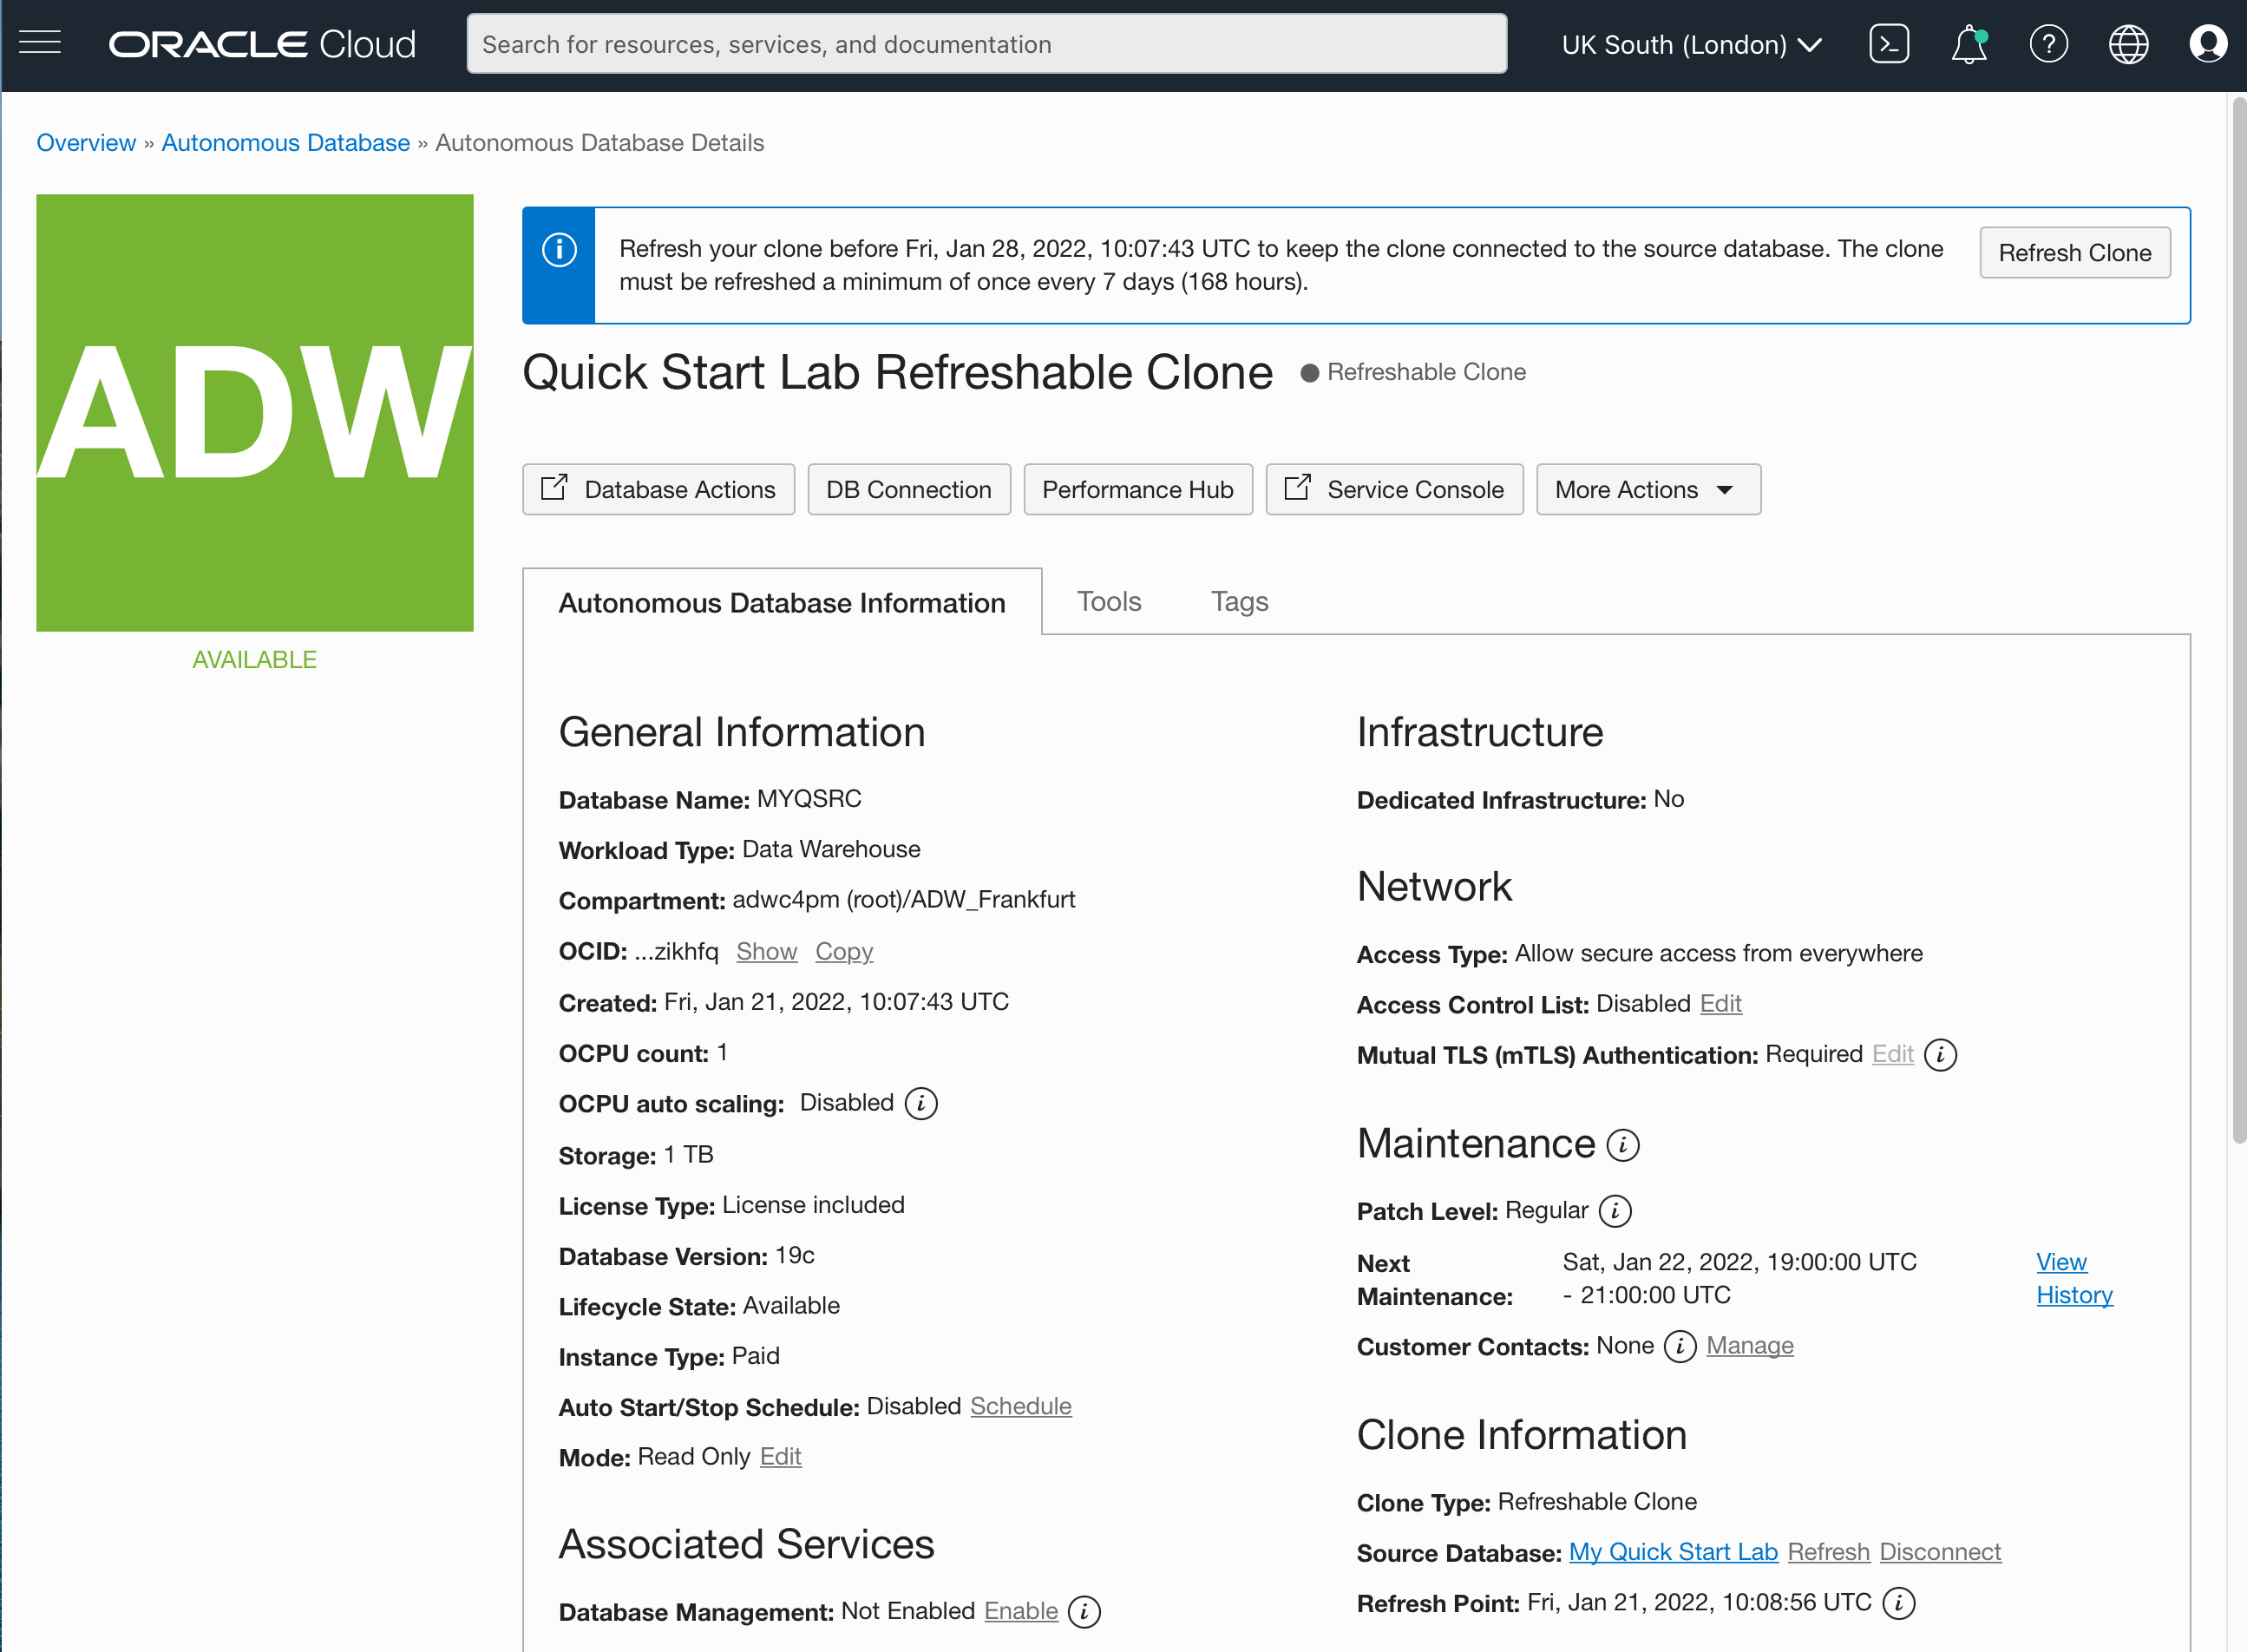 ORACLE Cloud
Search for resources, services, and documentation
UK South (London)
Overview » Autonomous Database » Autonomous Database Details
ADW
AVAILABLE
Refresh your clone before Fri, Jan 28, 2022, 10:07:43 UTC to keep the clone connected to the source database. The clone
must be refreshed a minimum of once every 7 days (168 hours).
Refresh Clone
Quick Start Lab Refreshable Clone
Refreshable Clone
Database Actions
DB Connection
Performance Hub
Service Console
More Actions
Autonomous Database Information
Tools
Tags
General Information
Database Name: MYQSRC
Workload Type: Data Warehouse
Compartment: adwc4pm (root)/ADW_Frankfurt
OCID: ...zikhfq Show Copy
Created: Fri, Jan 21, 2022, 10:07:43 UTC
OCPU count: 1
OCPU auto scaling: Disabled i
Storage: 1 TB
License Type: License included
Database Version: 19c
Lifecycle State: Available
Instance Type: Paid
Auto Start/Stop Schedule: Disabled Schedule
Mode: Read Only Edit
Associated Services
Database Management: Not Enabled Enable i
Infrastructure
Dedicated Infrastructure: No
Network
Access Type: Allow secure access from everywhere
Access Control List: Disabled Edit
Mutual TLS (mTLS) Authentication: Required Edit i
Maintenance i
Patch Level: Regular i
Next Maintenance: Sat, Jan 22, 2022, 19:00:00 UTC
- 21:00:00 UTC
View
History
Customer Contacts: None i Manage
Clone Information
Clone Type: Refreshable Clone
Source Database: My Quick Start Lab Refresh Disconnect
Refresh Point: Fri, Jan 21, 2022, 10:08:56 UTC i